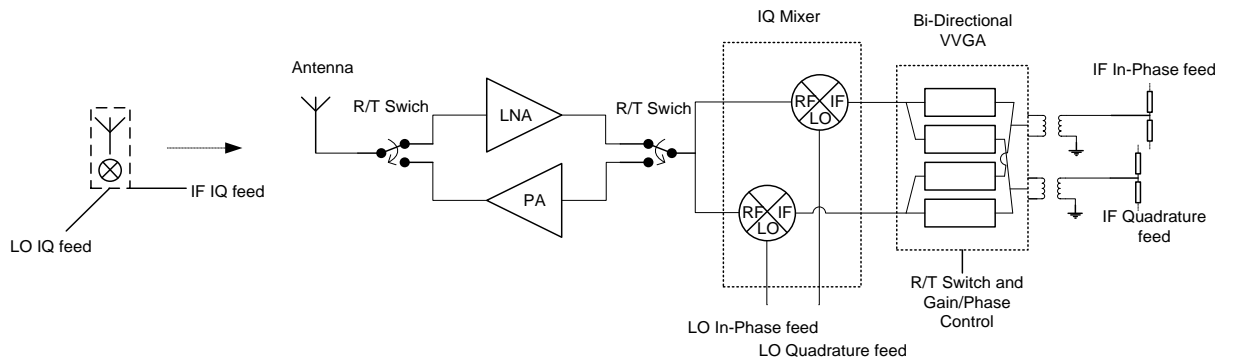 IQ Mixer
Bi-Directional
VVGA
Antenna
R/T Swich
LNA
R/T Swich
RF
IF
LO
IF In-Phase feed
PA
RF
IF
LO
IF IQ feed
LO IQ feed
IF Quadrature
feed
R/T Switch and
Gain/Phase
Control
LO In-Phase feed
LO Quadrature feed